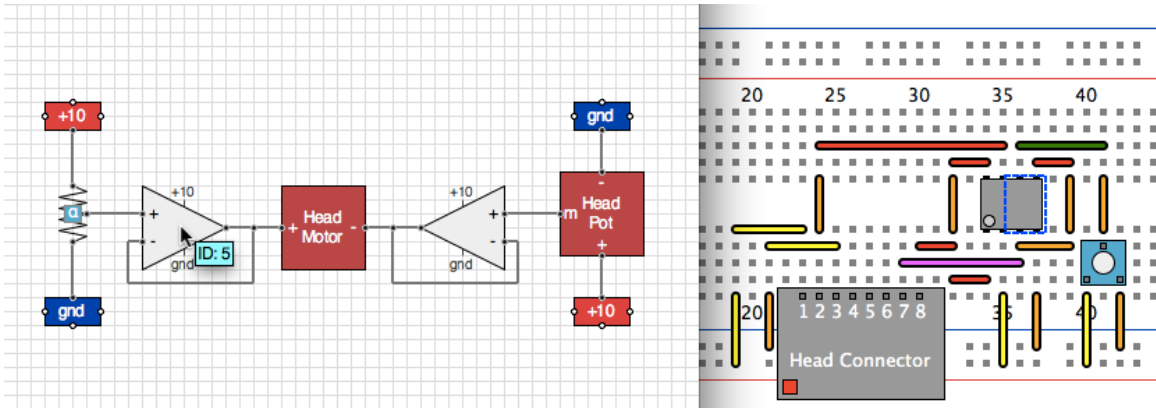 +10
gnd
+10
+10
α
+
-
gnd
ID: 5
Head
Motor
+
-
+
-
gnd
-
m
Head
Pot
+
gnd
+10
20 25 30 35 40
20 35 40
1 2 3 4 5 6 7 8
Head Connector